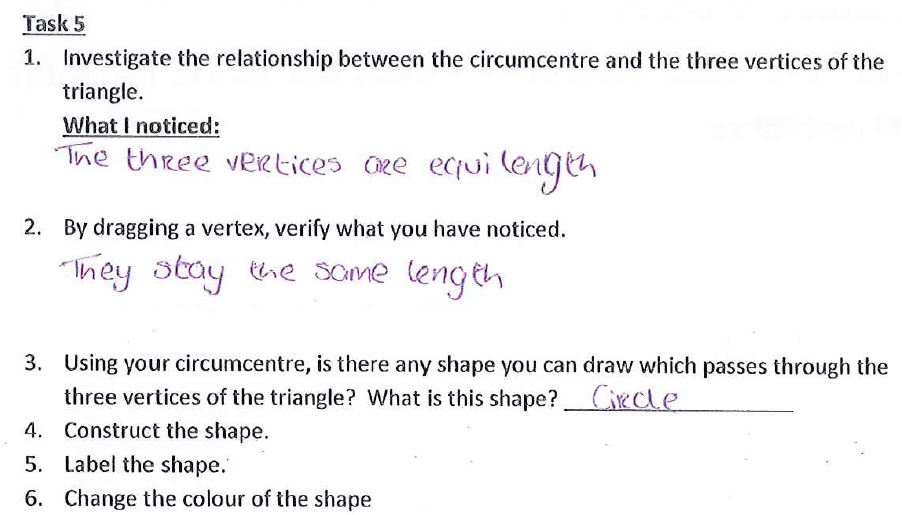 Task 5
1. Investigate the relationship between the circumcentre and the three vertices of the
triangle.
What I noticed:
The three vertices are equilength
2. By dragging a vertex, verify what you have noticed.
They stay the same length
3. Using your circumcentre, is there any shape you can draw which passes through the
three vertices of the triangle? What is this shape? Circle
4. Construct the shape.
5. Label the shape.
6. Change the colour of the shape